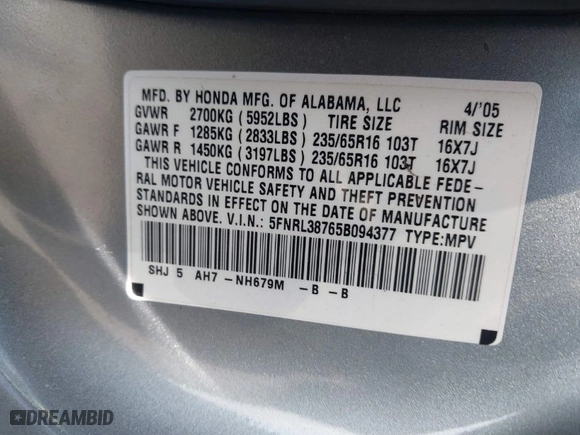 MFD. BY HONDA MFG. OF ALABAMA, LLC 4/'05
GVWR 2700KG(5952LBS) TIRE SIZE RIM SIZE
GAWR F 1285KG(2833LBS) 235/65R16 103T 16X7J
GAWR R 1450KG(3197LBS) 235/65R16 103T 16X7J
THIS VEHICLE CONFORMS TO ALL APPLICABLE FEDE-
RAL MOTOR VEHICLE SAFETY AND THEFT PREVENTION
STANDARDS IN EFFECT ON THE DATE OF MANUFACTURE
SHOWN ABOVE. V.I.N.: 5FNRL38765B094377 TYPE:MPV
SHJ 5 AH7 -NH679M -B -B
DREAMBID